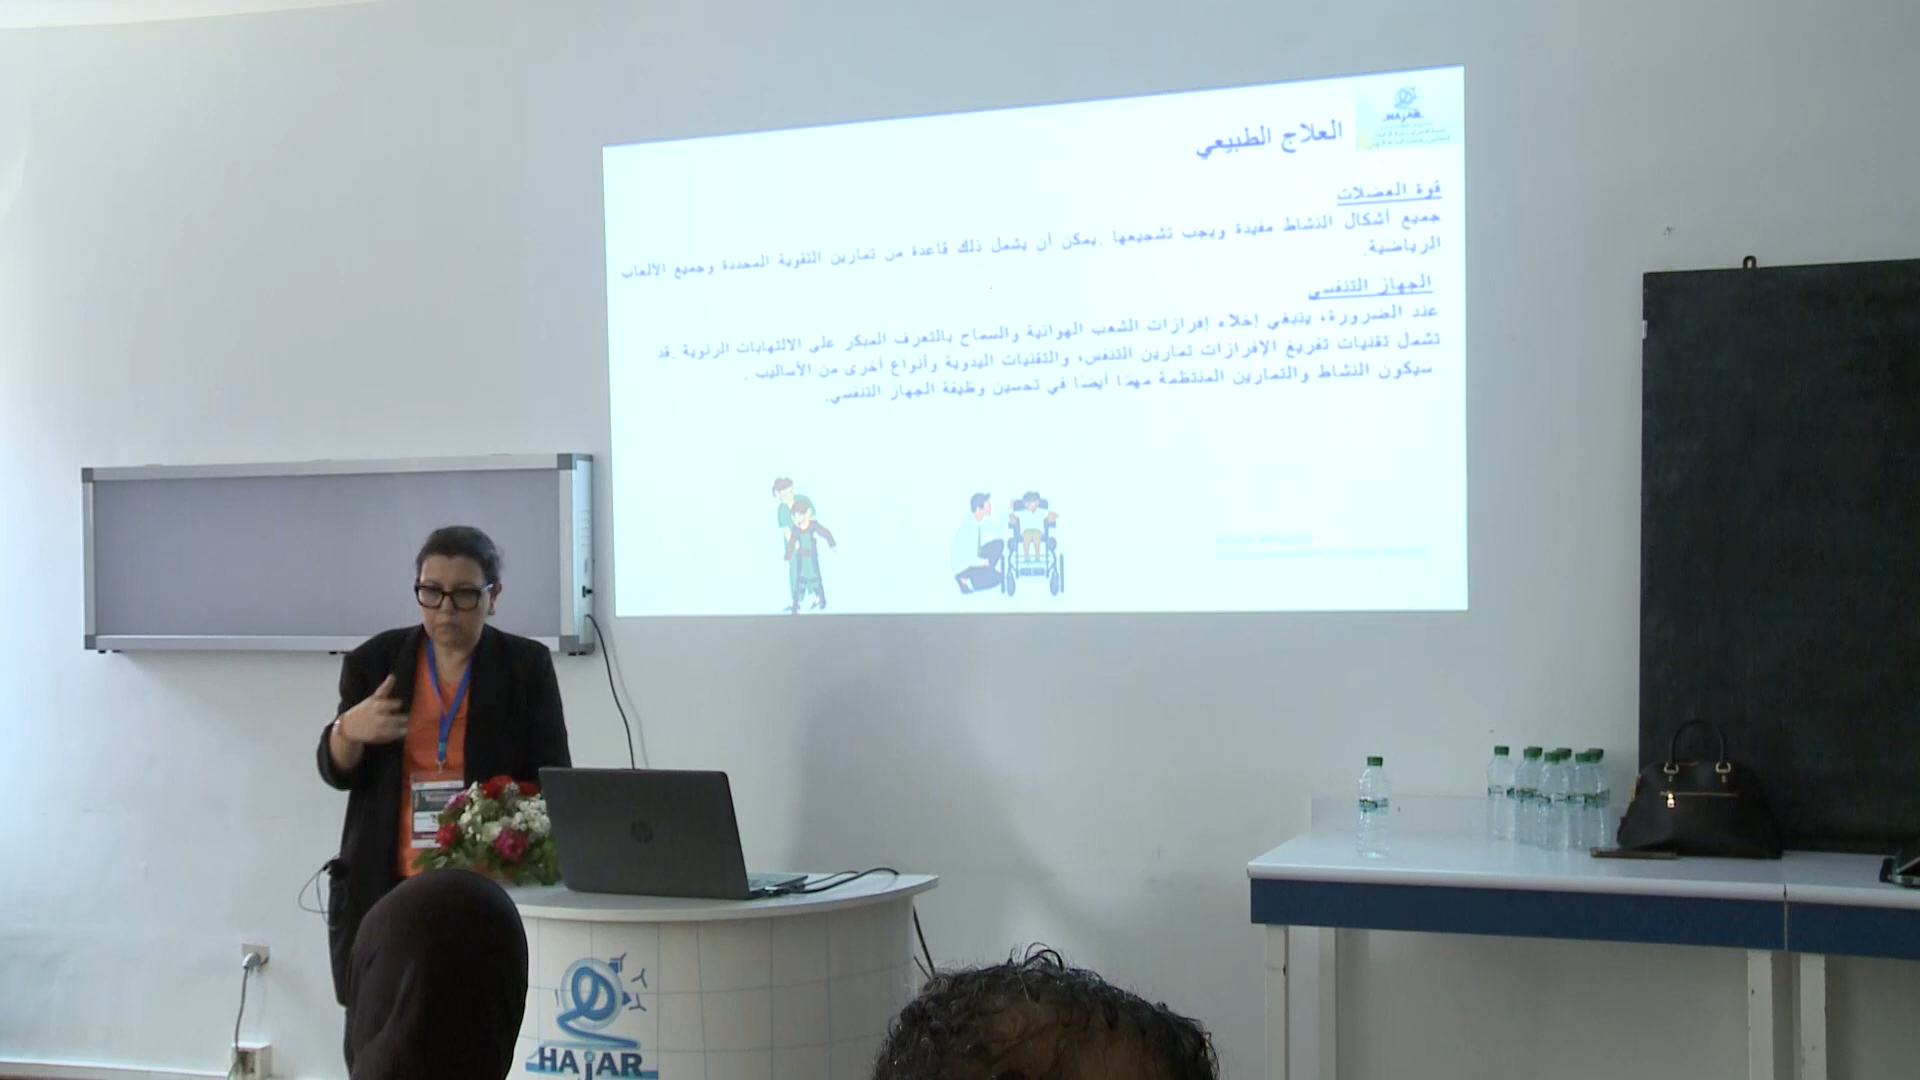 HAJAR
العلاج الطبيعي
قوة العضلات
جميع أشكال النشاط مفيدة ويجب تشجيعها .يمكن أن يشمل ذلك قاعدة من تمارين التقوية المحددة وجميع الألعاب
الرياضية.
الجهاز التنفسي
عند الضرورة، ينبغي إخلاء إفرازات الشعب الهوائية والسماح بالتعرف المبكر على الالتهابات الرئوية .قد
تشمل تقنيات تفريغ الإفرازات تمارين التنفس، والتقنيات اليدوية وأنواع أخرى من الأساليب .
سيكون النشاط والتمارين المنتظمة مهمًا أيضًا في تحسين وظيفة الجهاز التنفسي.
hp
HAJAR